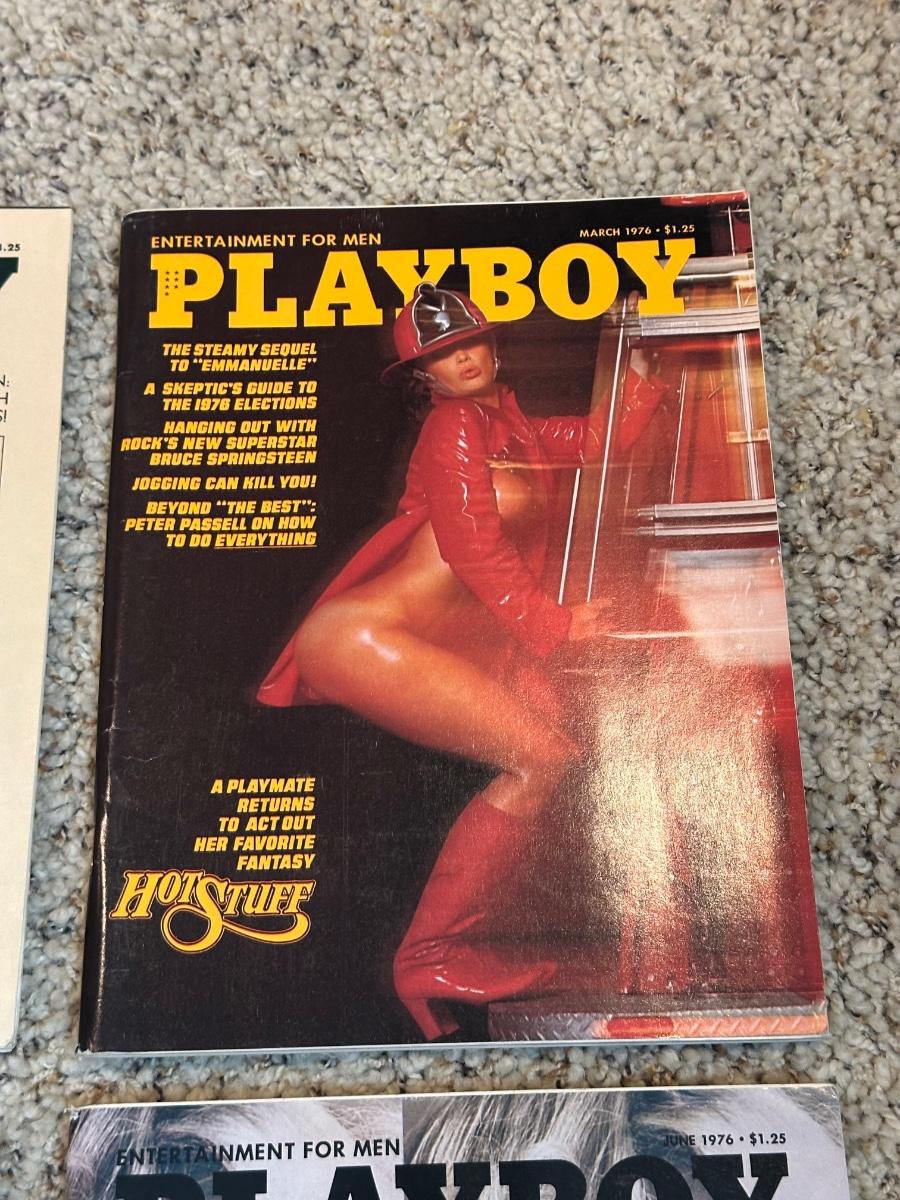 1.25
Y
N:
H
S!
ENTERTAINMENT FOR MEN
MARCH 1976 • $1.25
PLAYBOY
THE STEAMY SEQUEL
TO "EMMANUELLE"
A SKEPTIC'S GUIDE TO
THE 1976 ELECTIONS
HANGING OUT WITH
ROCK'S NEW SUPERSTAR
BRUCE SPRINGSTEEN
JOGGING CAN KILL YOU!
BEYOND "THE BEST":
PETER PASSELL ON HOW
TO DO EVERYTHING
A PLAYMATE
RETURNS
TO ACT OUT
HER FAVORITE
FANTASY
HOT STUFF
ENTERTAINMENT FOR MEN
JUNE 1976 • $1.25
PLAYBOY